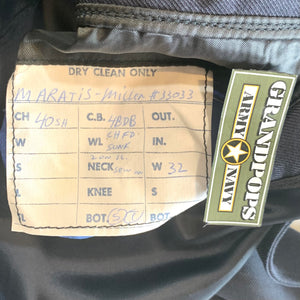 DRY CLEAN ONLY
MARATIS-Miller #33033
CH 40SH C.B. 4BDB OUT.
W WL IN.
S NECK W 32
KNEE S
BOT. BOT
GRANDPOPS
ARMY NAVY